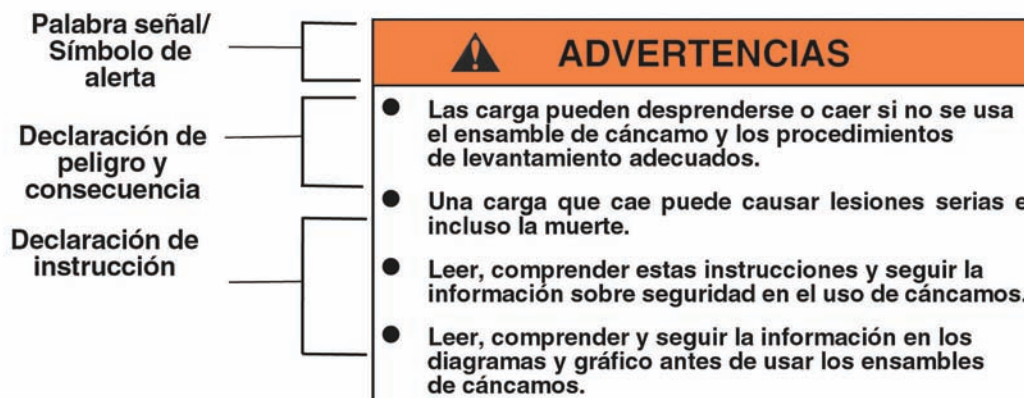 Palabra señal/
Símbolo de
alerta
Declaración de
peligro y
consecuencia
Declaración de
instrucción
ADVERTENCIAS
● Las carga pueden desprenderse o caer si no se usa
el ensamble de cáncamo y los procedimientos
de levantamiento adecuados.
● Una carga que cae puede causar lesiones serias e
incluso la muerte.
● Leer, comprender estas instrucciones y seguir la
información sobre seguridad en el uso de cáncamos.
● Leer, comprender y seguir la información en los
diagramas y gráfico antes de usar los ensambles
de cáncamos.